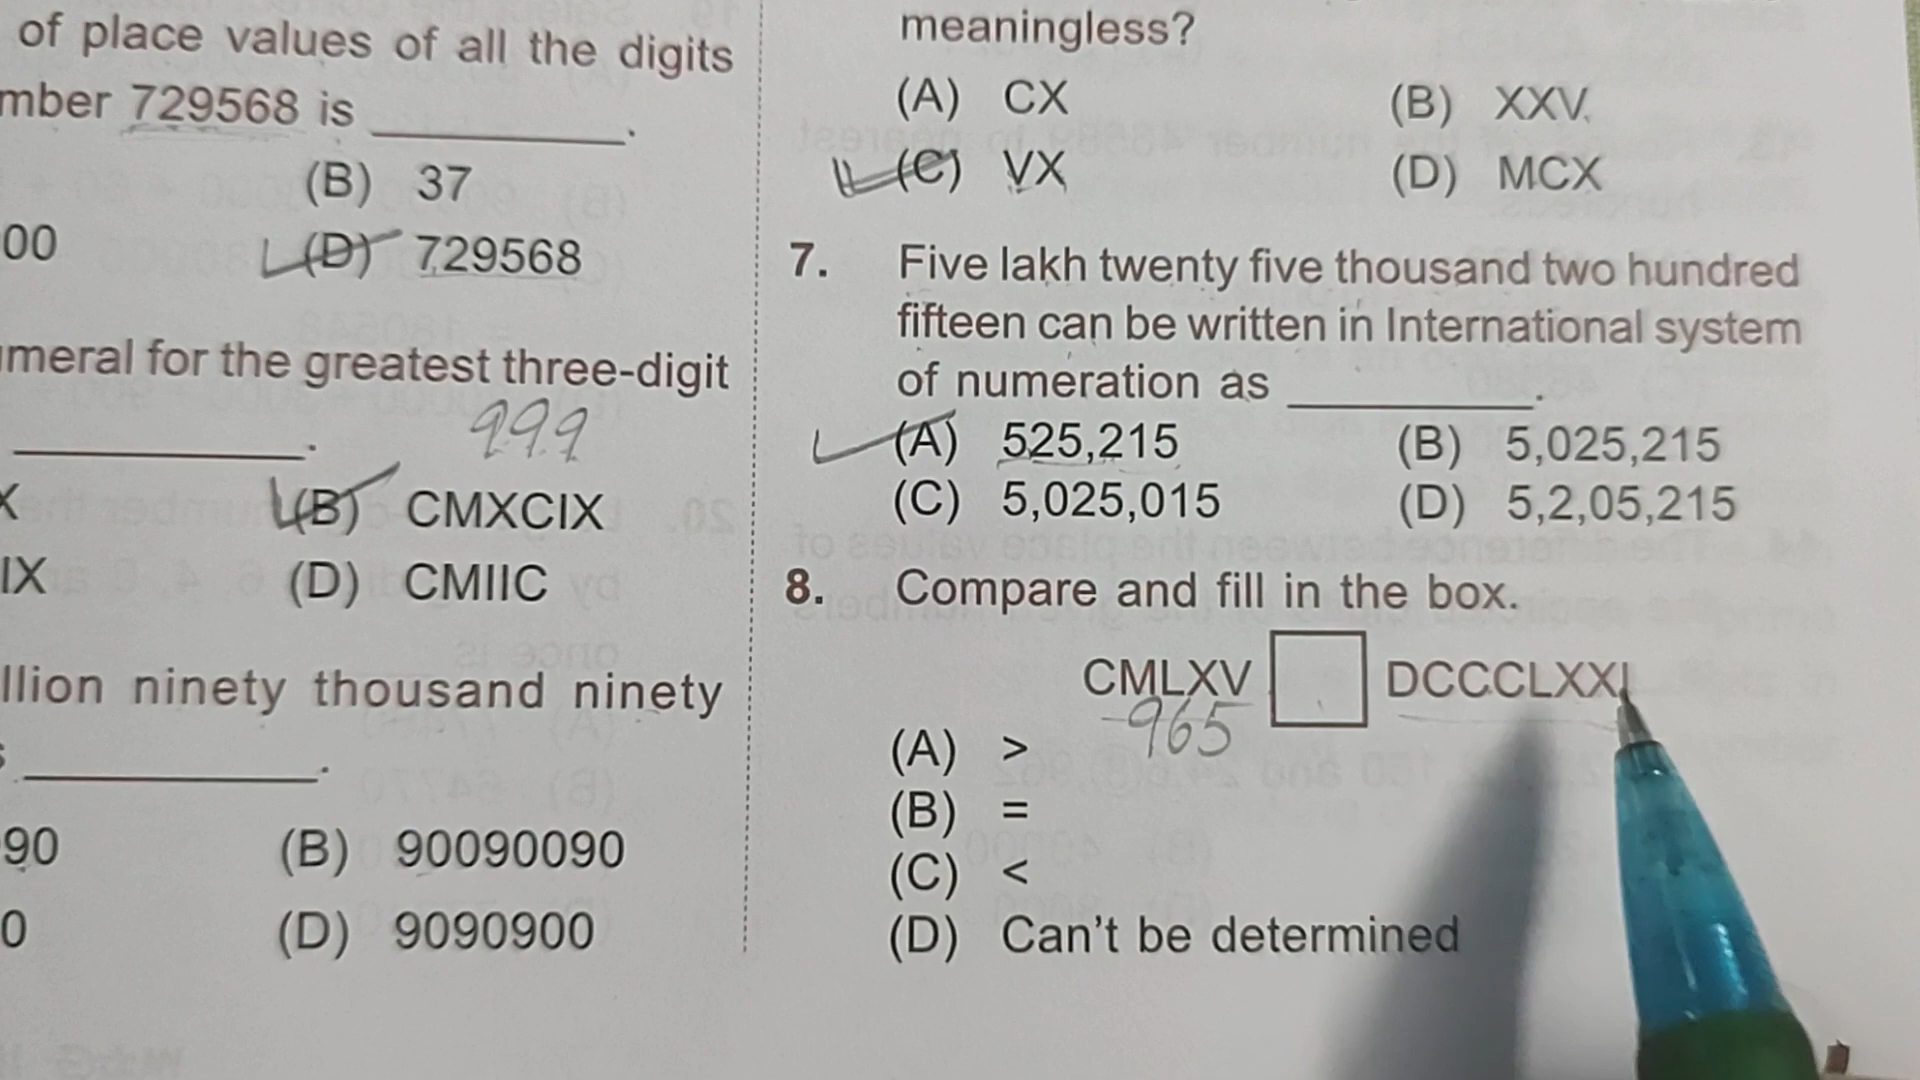 of place values of all the digits
mber 729568 is ________.
(B) 37
00
(D) 729568
meral for the greatest three-digit
________.
999
X
(B) CMXCIX
IX
(D) CMIIC
llion ninety thousand ninety
________.
90
(B) 90090090
0
(D) 9090900
meaningless?
(A) CX
(B) XXV
(C) VX
(D) MCX
7. Five lakh twenty five thousand two hundred
fifteen can be written in International system
of numeration as ________.
(A) 525,215
(B) 5,025,215
(C) 5,025,015
(D) 5,2,05,215
8. Compare and fill in the box.
CMLXV
DCCCLXXI
965
(A) >
(B) =
(C) <
(D) Can't be determined